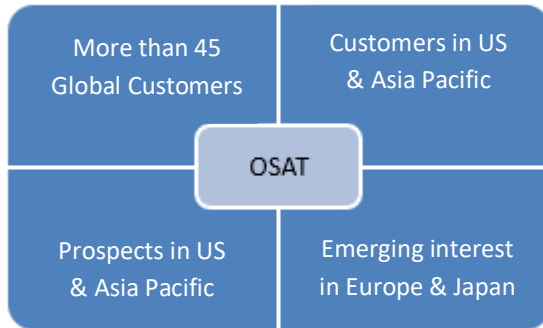 More than 45
Global Customers
Customers in US
& Asia Pacific
OSAT
Prospects in US
& Asia Pacific
Emerging interest
in Europe & Japan